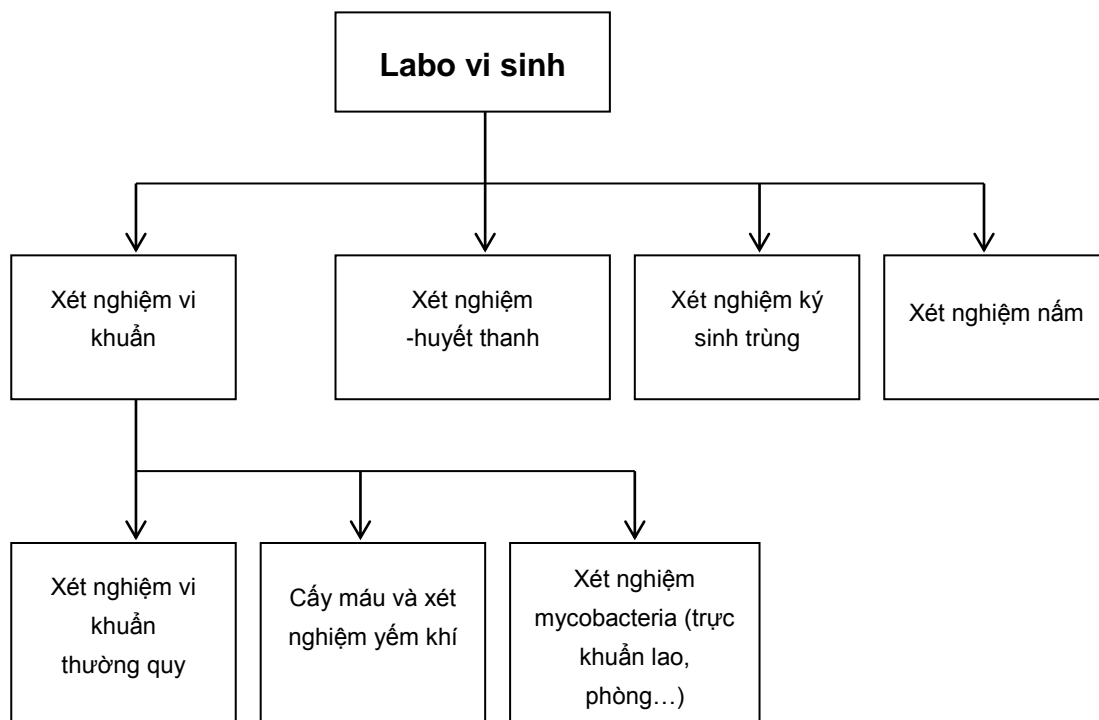 Labo vi sinh
Xét nghiệm vi
khuẩn
Xét nghiệm
-huyết thanh
Xét nghiệm ký
sinh trùng
Xét nghiệm nấm
Xét nghiệm vi
khuẩn
thường quy
Cấy máu và xét
nghiệm yếm khí
Xét nghiệm
mycobacteria (trực
khuẩn lao,
phòng…)